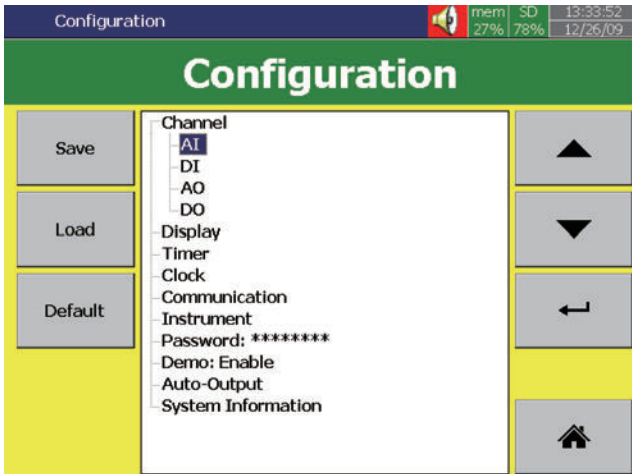 Configuration
mem 27%
SD 78%
13:33:52
12/26/09
Configuration
Save
Load
Default
Channel
AI
DI
AO
DO
Display
Timer
Clock
Communication
Instrument
Password: ********
Demo: Enable
Auto-Output
System Information